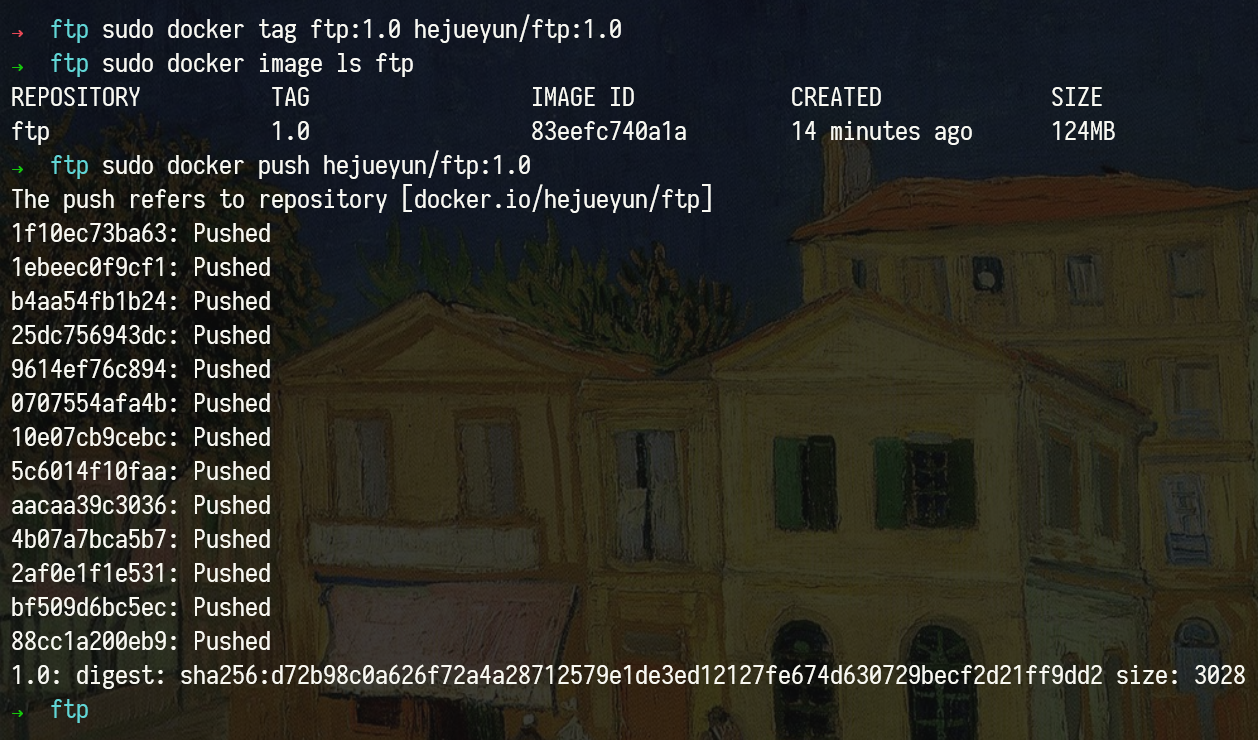 → ftp sudo docker tag ftp:1.0 hejueyun/ftp:1.0
→ ftp sudo docker image ls ftp
REPOSITORY TAG IMAGE ID CREATED SIZE
ftp 1.0 83eefc740a1a 14 minutes ago 124MB
→ ftp sudo docker push hejueyun/ftp:1.0
The push refers to repository [docker.io/hejueyun/ftp]
1f10ec73ba63: Pushed
1ebeec0f9cf1: Pushed
b4aa54fb1b24: Pushed
25dc756943dc: Pushed
9614ef76c894: Pushed
0707554afa4b: Pushed
10e07cb9cebc: Pushed
5c6014f10faa: Pushed
aacaa39c3036: Pushed
4b07a7bca5b7: Pushed
2af0e1f1e531: Pushed
bf509d6bc5ec: Pushed
88cc1a200eb9: Pushed
1.0: digest: sha256:d72b98c0a626f72a4a28712579e1de3ed12127fe674d630729becf2d21ff9dd2 size: 3028
→ ftp